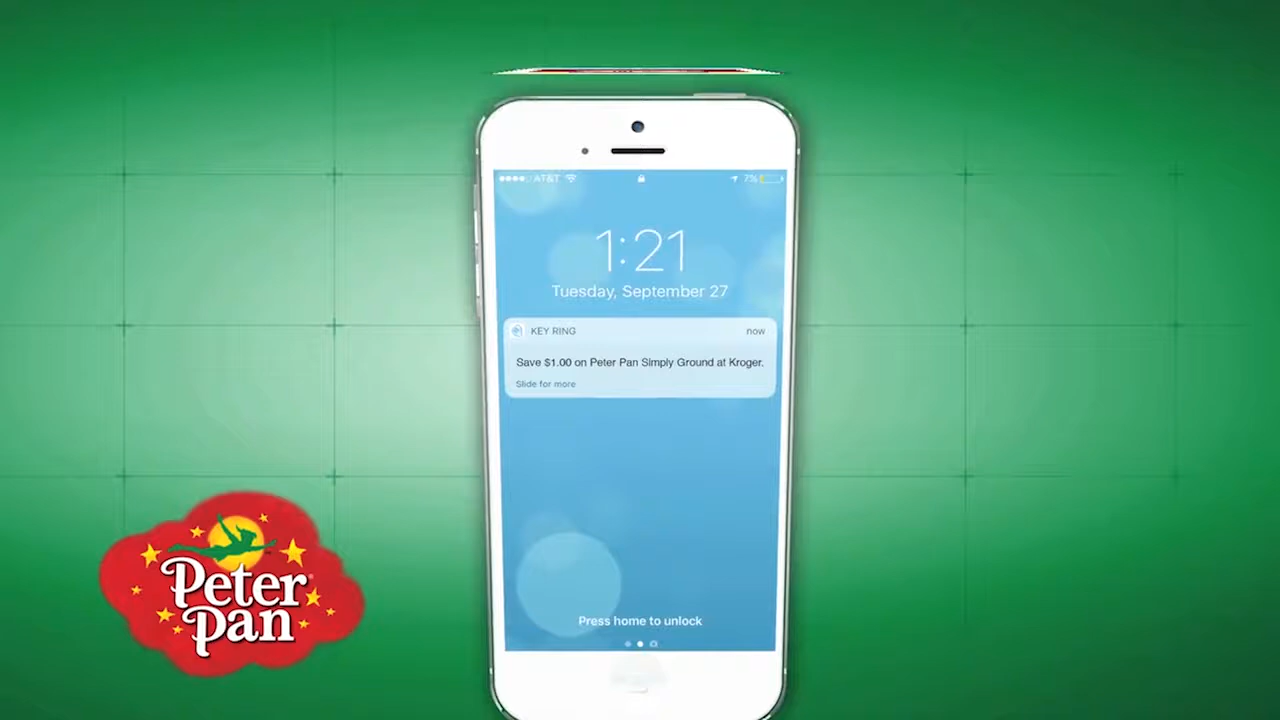 AT&T
7%
1:21
Tuesday, September 27
KEY RING
now
Save $1.00 on Peter Pan Simply Ground at Kroger.
Slide for more
Press home to unlock
Peter
Pan